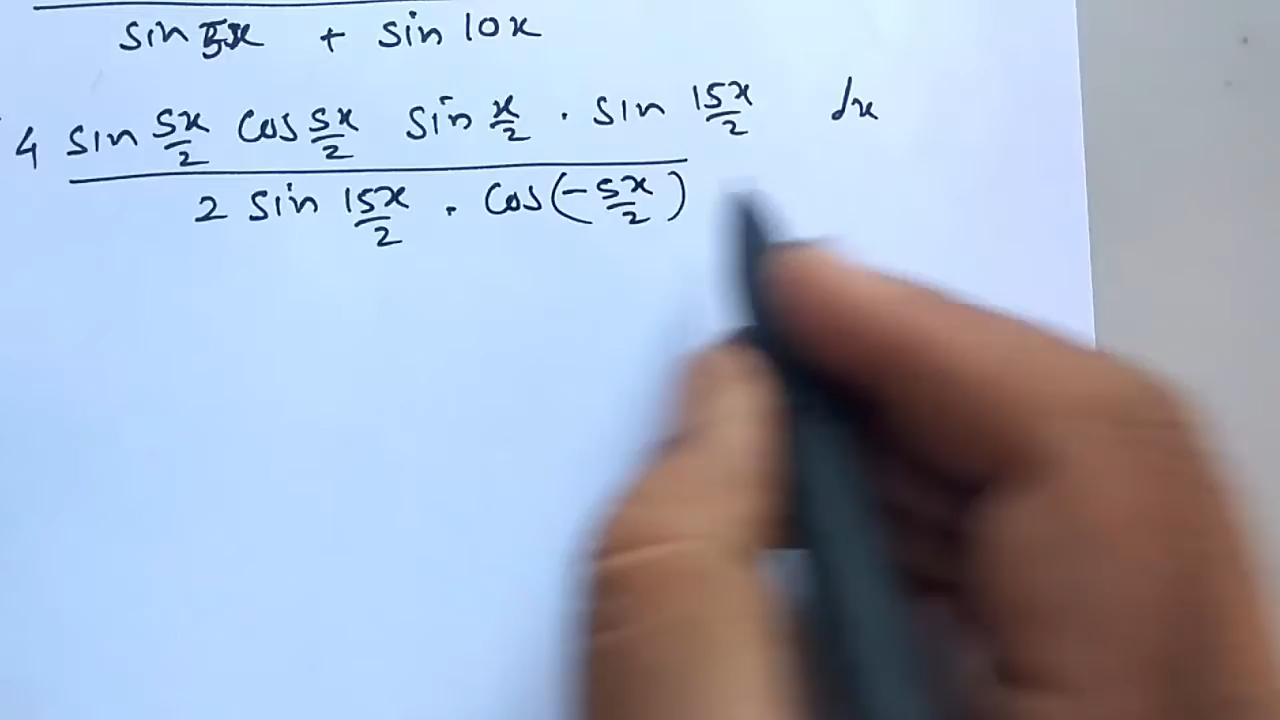 sin 5x + sin 10x
4 sin 5x/2 cos 5x/2 sin x/2 . sin 15x/2 dx
2 sin 15x/2 . cos(-5x/2)